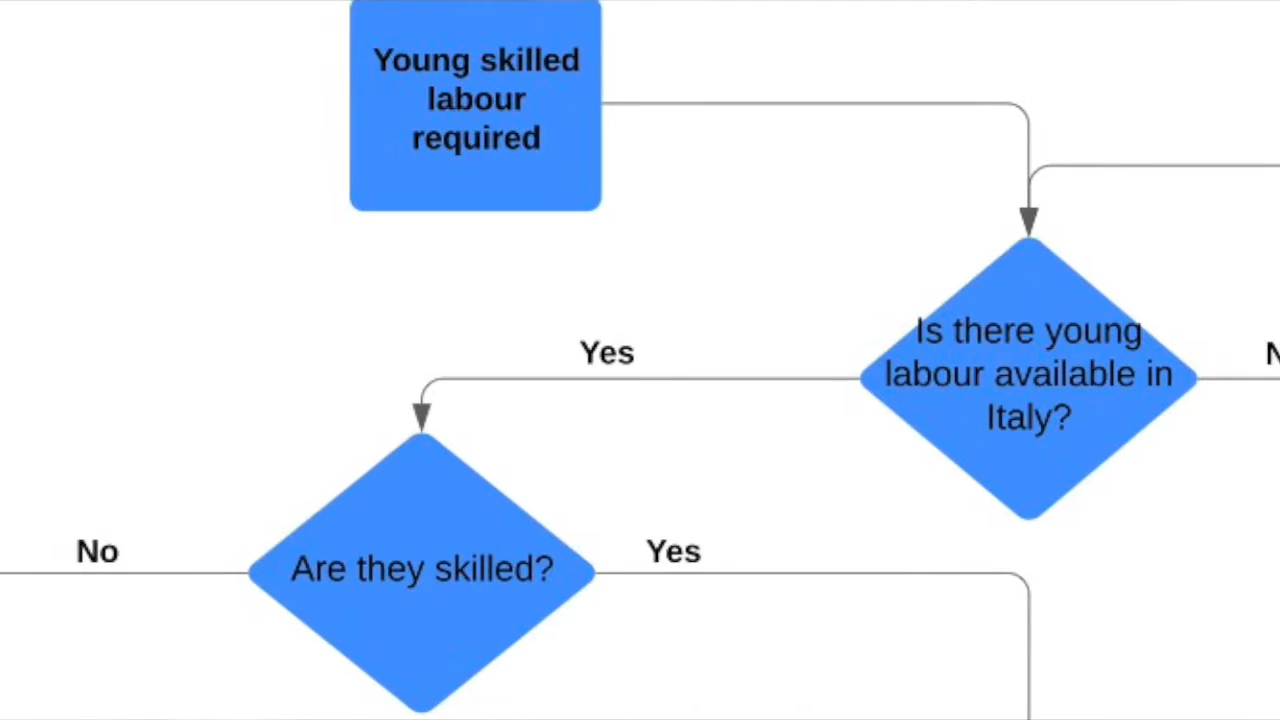 Young skilled
labour
required
Is there young
labour available in
Italy?
Yes
Are they skilled?
No
Yes